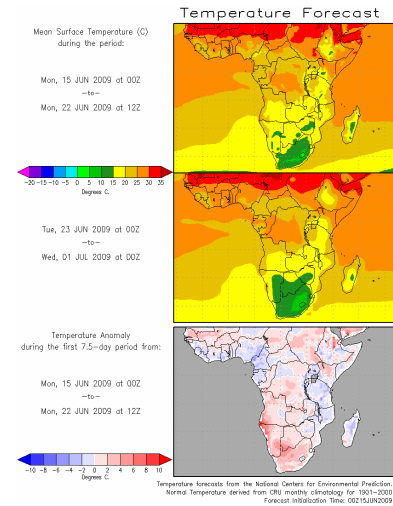 Temperature Forecast
Mean Surface Temperature (C)
during the period:
Mon, 15 JUN 2009 at 00Z
-to-
Mon, 22 JUN 2009 at 12Z
-20 -15 -10 -5 0 5 10 15 20 25 30 35
Degrees C.
Tue, 23 JUN 2009 at 00Z
-to-
Wed, 01 JUL 2009 at 00Z
Temperature Anomaly
during the first 7.5-day period from:
Mon, 15 JUN 2009 at 00Z
-to-
Mon, 22 JUN 2009 at 12Z
-10 -8 -6 -4 -2 0 2 4 6 8 10
Degrees C.
Temperature forecasts from the National Centers for Environmental Prediction.
Normal Temperature derived from CRU monthly climatology for 1901-2000
Forecast Initialization Time: 00Z15JUN2009